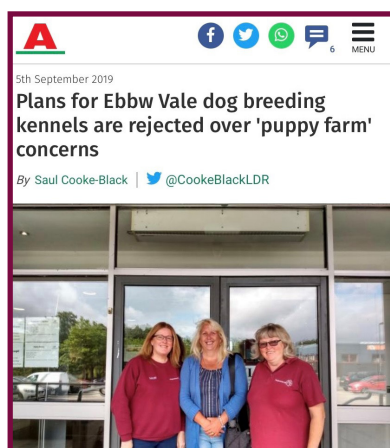 A
6
MENU
5th September 2019
Plans for Ebbw Vale dog breeding
kennels are rejected over 'puppy farm'
concerns
By Saul Cooke-Black | @CookeBlackLDR